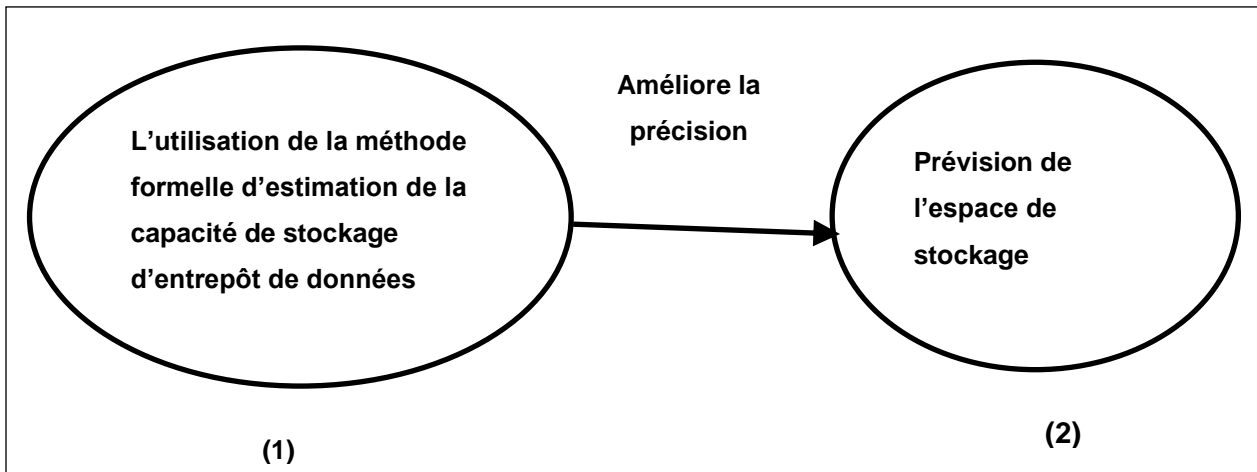 L’utilisation de la méthode
formelle d’estimation de la
capacité de stockage
d’entrepôt de données
Améliore la
précision
Prévision de
l’espace de
stockage
(1)
(2)